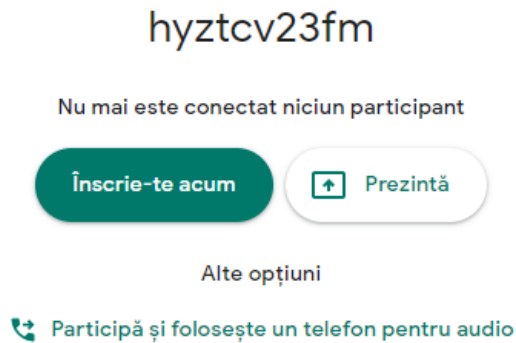 hyztcv23fm
Nu mai este conectat niciun participant
Înscrie-te acum
Prezintă
Alte opțiuni
Participă și folosește un telefon pentru audio